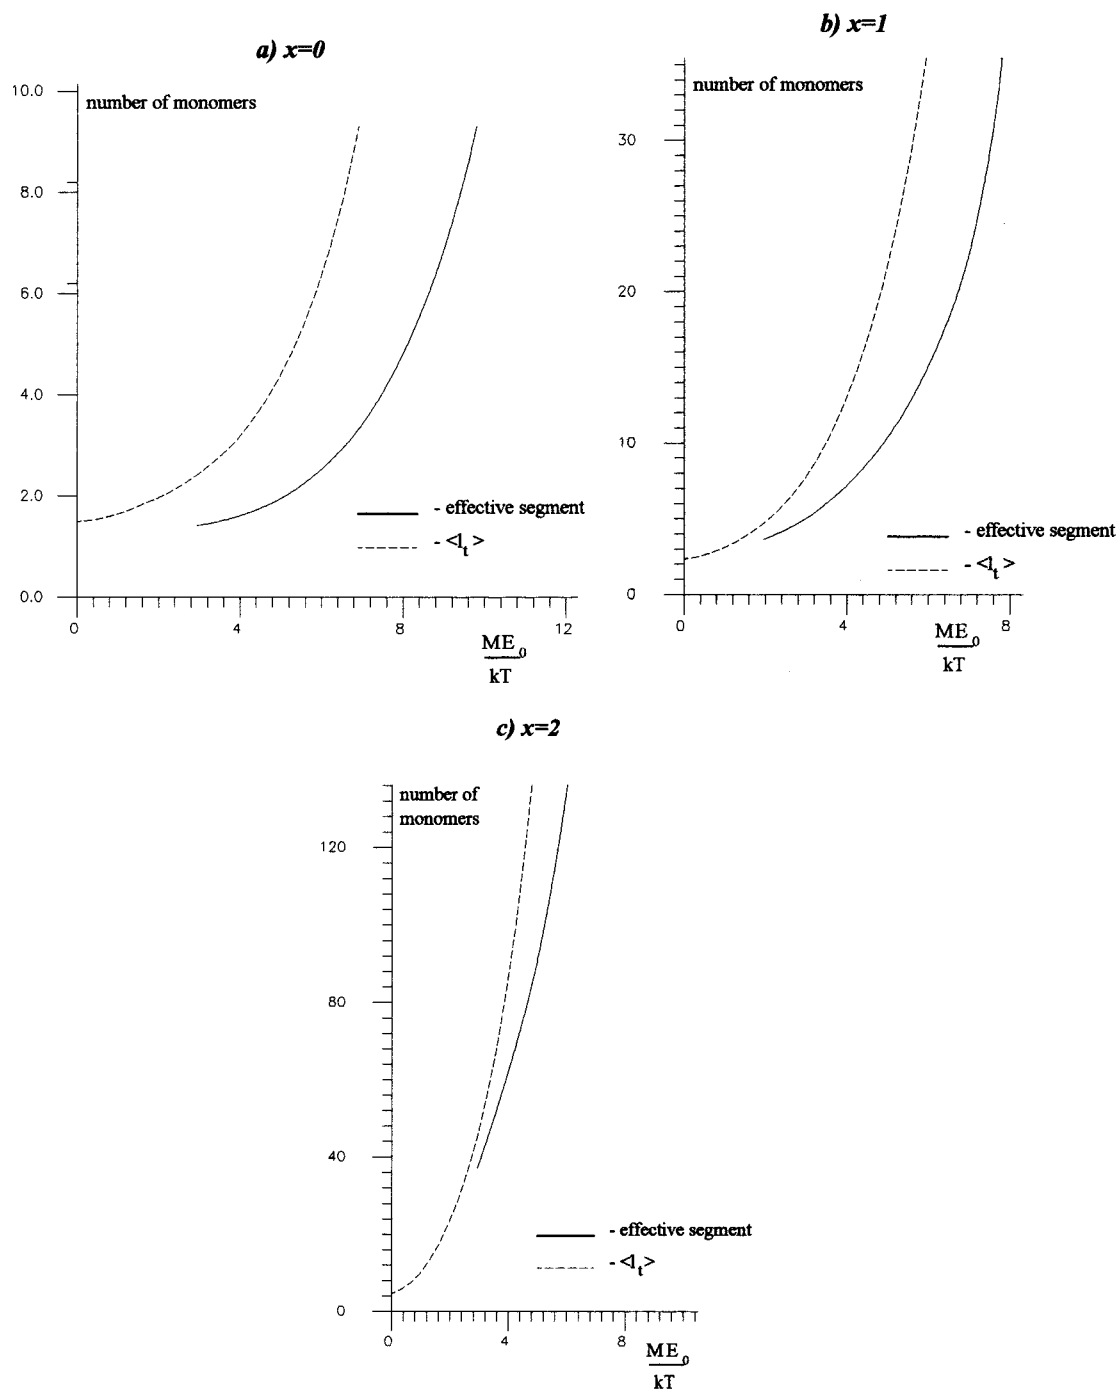 a) x=0
10.0
number of monomers
8.0
6.0
4.0
2.0
0.0
- effective segment
- <l_t>
0 4 8 12
ME_0
kT
b) x=1
number of monomers
30
20
10
0
- effective segment
- <l_t>
0 4 8
ME_0
kT
c) x=2
number of
monomers
120
80
40
0
- effective segment
- <l_t>
0 4 8
ME_0
kT